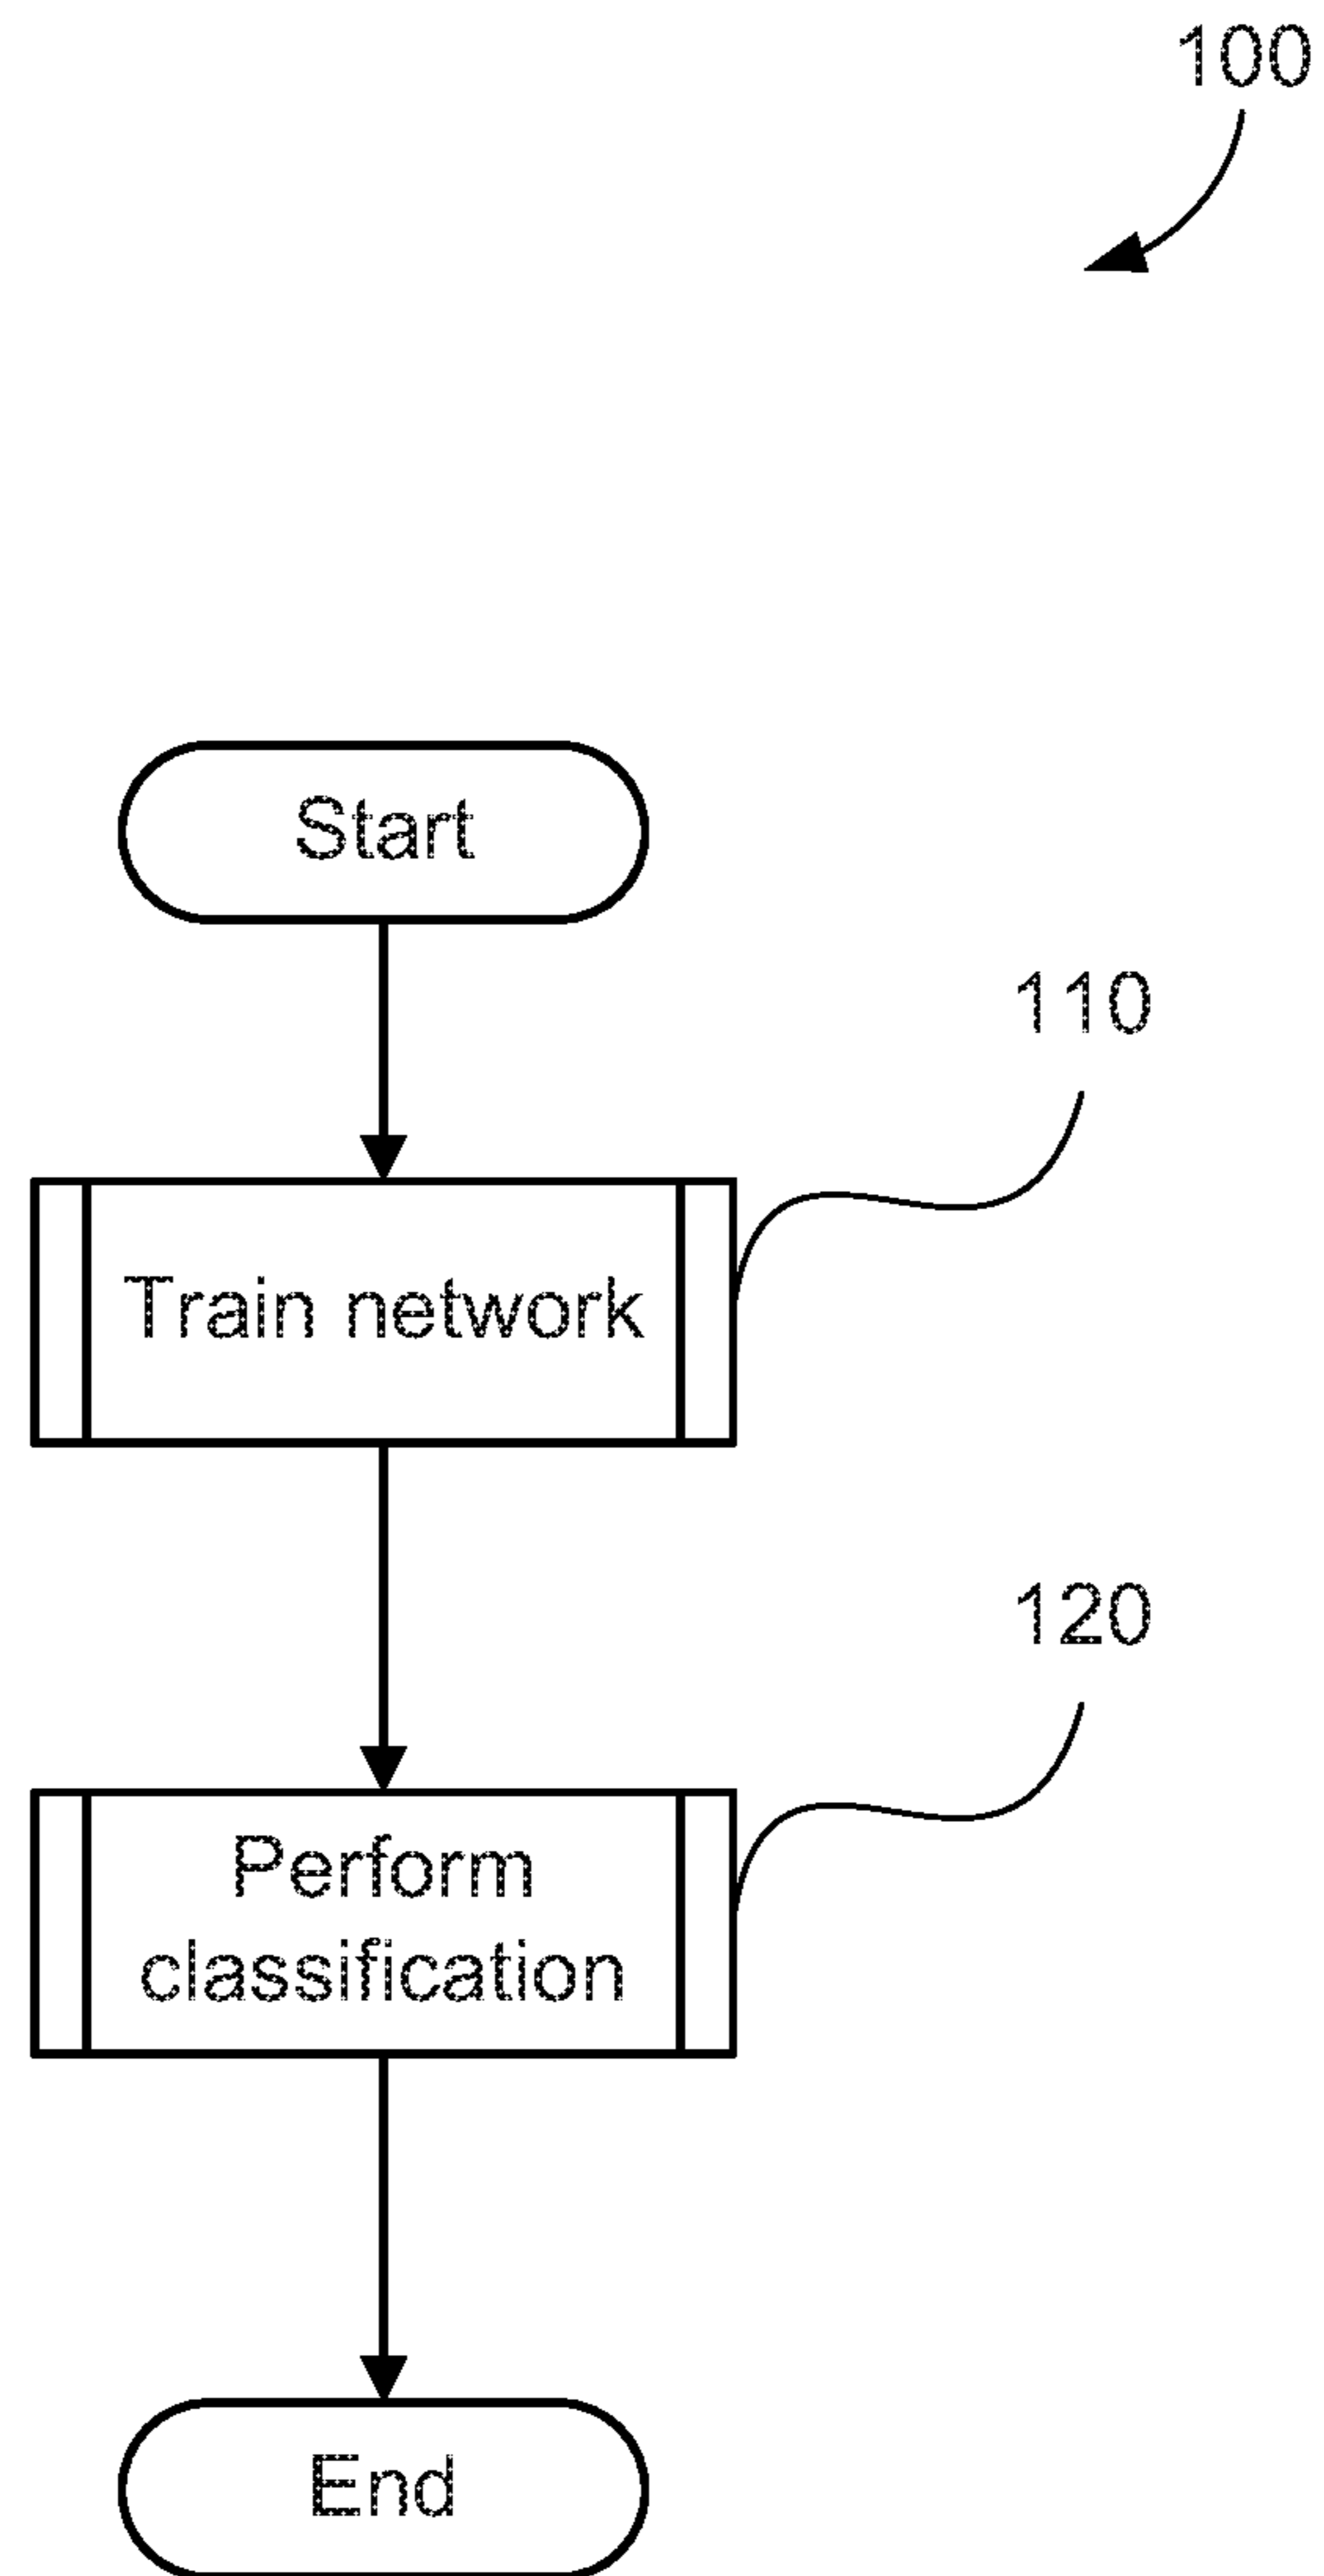 100
Start
110
Train network
120
Perform
classification
End